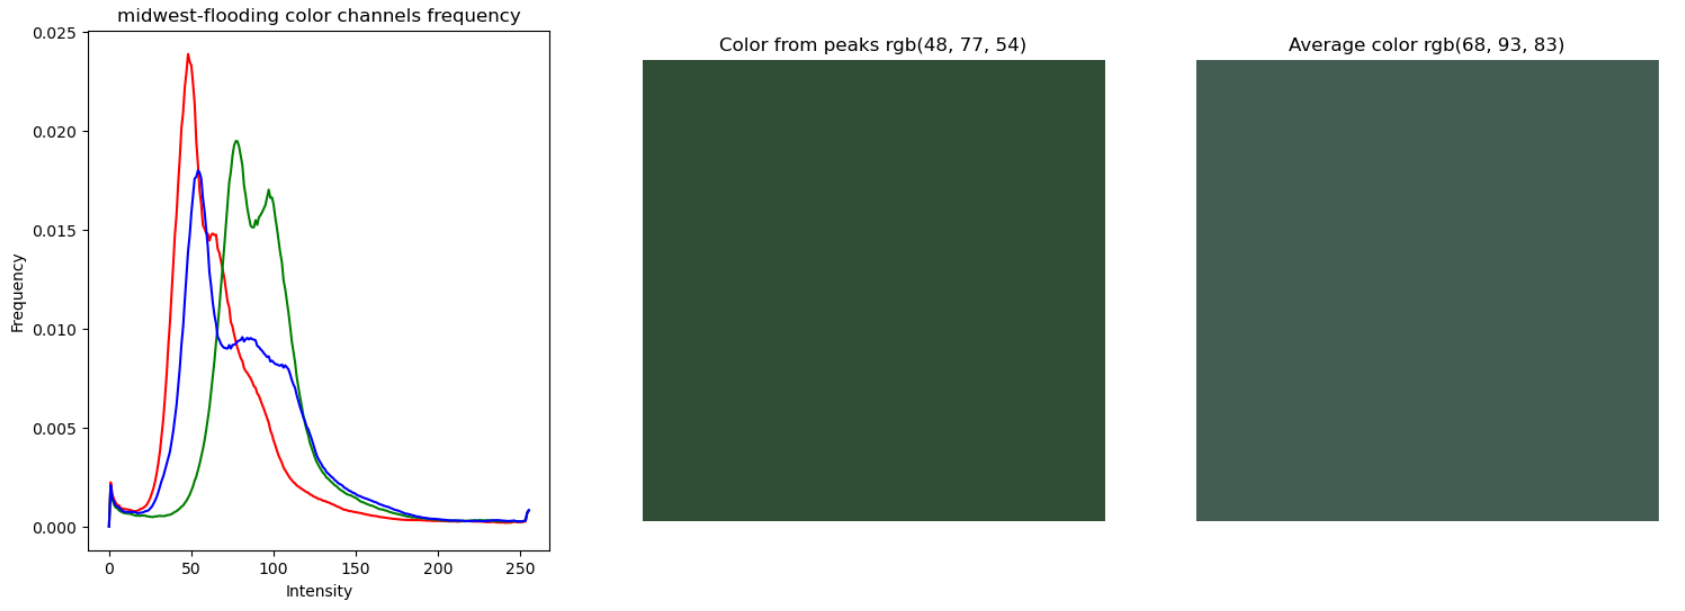 midwest-flooding color channels frequency
0.025
0.020
0.015
0.010
0.005
0.000
Frequency
0 50 100 150 200 250
Intensity
Color from peaks rgb(48, 77, 54)
Average color rgb(68, 93, 83)